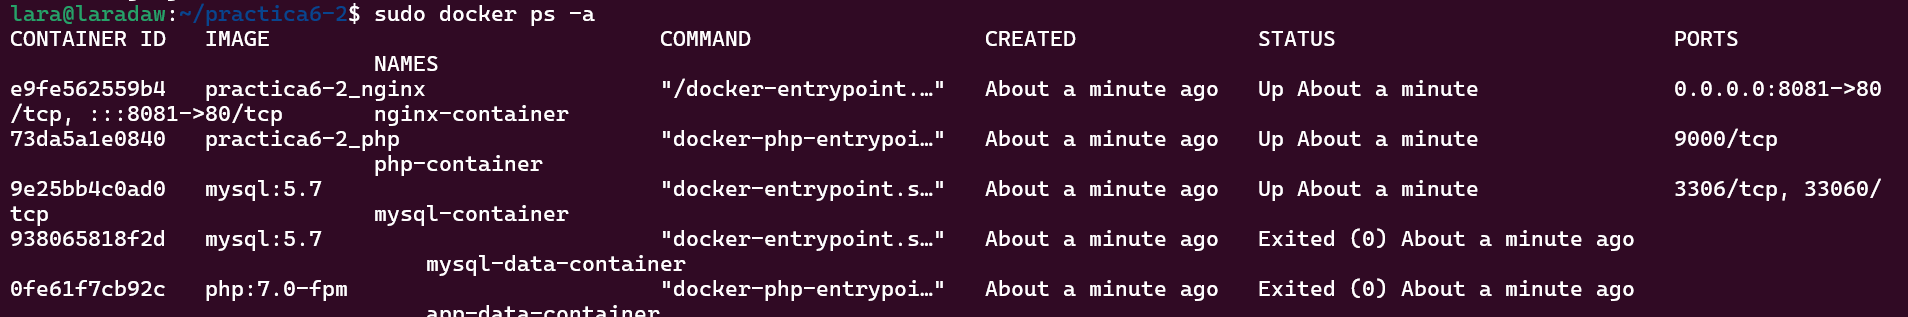 lara@laradaw:~/practica6-2$ sudo docker ps -a
CONTAINER ID   IMAGE                              COMMAND                  CREATED              STATUS                          PORTS
                            NAMES
e9fe562559b4   practica6-2_nginx                  "/docker-entrypoint.…"   About a minute ago   Up About a minute               0.0.0.0:8081->80
/tcp, :::8081->80/tcp       nginx-container
73da5a1e0840   practica6-2_php                    "docker-php-entrypoi…"   About a minute ago   Up About a minute               9000/tcp
                            php-container
9e25bb4c0ad0   mysql:5.7                          "docker-entrypoint.s…"   About a minute ago   Up About a minute               3306/tcp, 33060/
tcp                         mysql-container
938065818f2d   mysql:5.7                          "docker-entrypoint.s…"   About a minute ago   Exited (0) About a minute ago
                                mysql-data-container
0fe61f7cb92c   php:7.0-fpm                        "docker-php-entrypoi…"   About a minute ago   Exited (0) About a minute ago
                                app-data-container